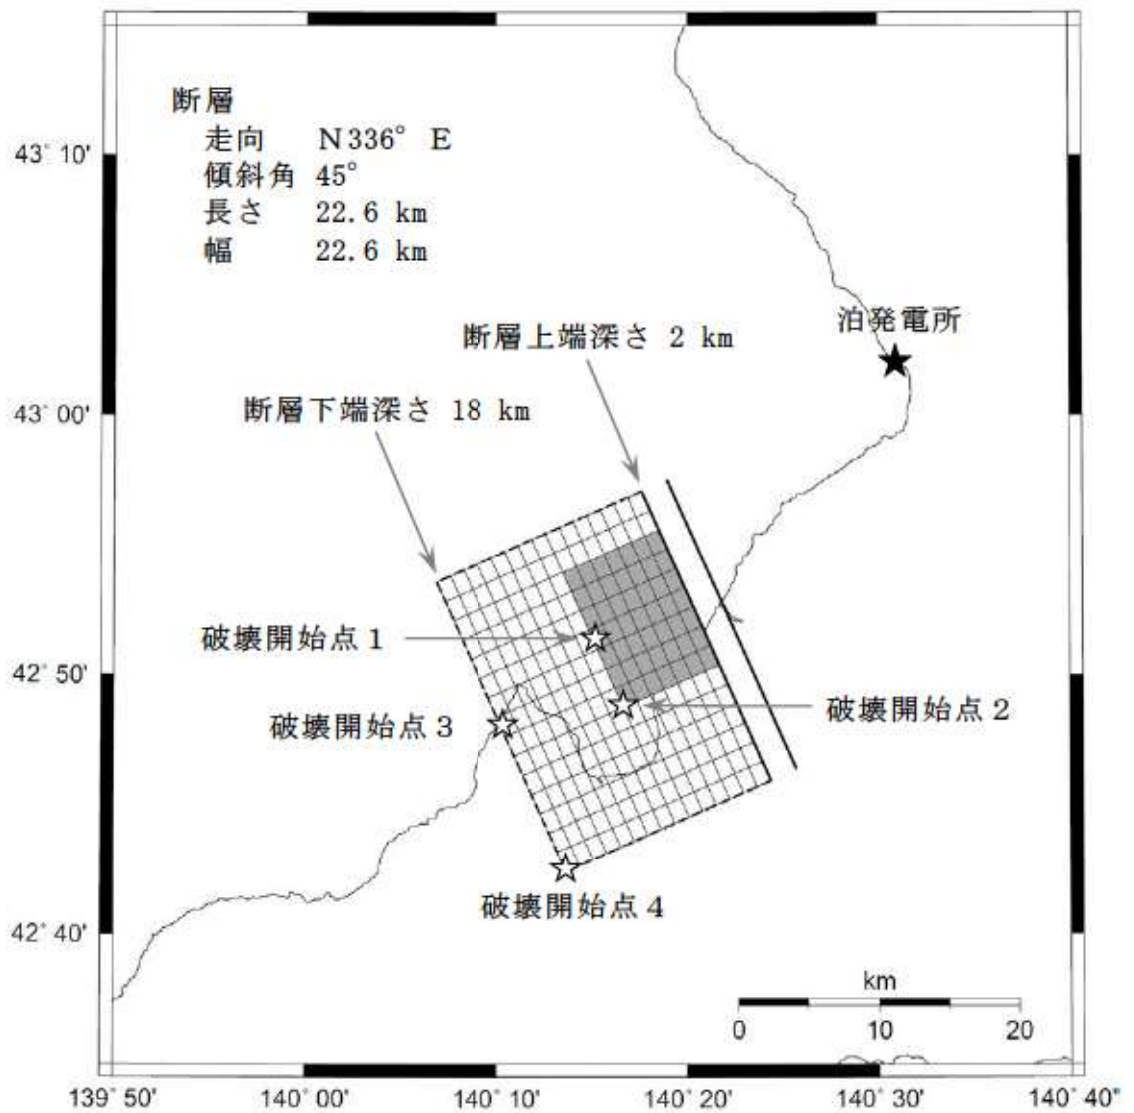 断層
走向 N336° E
傾斜角 45°
長さ 22.6 km
幅 22.6 km
43° 10'
泊発電所
断層上端深さ 2 km
断層下端深さ 18 km
43° 00'
破壊開始点1
42° 50'
破壊開始点3
破壊開始点2
破壊開始点4
42° 40'
km
0 10 20
139° 50' 140° 00' 140° 10' 140° 20' 140° 30' 140° 40'